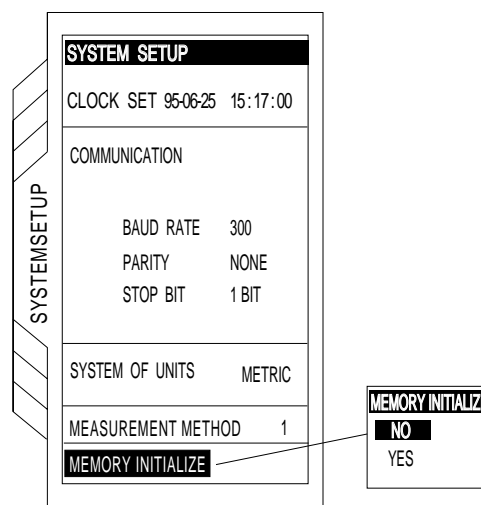 SYSTEM SETUP
CLOCK SET 95-06-25 15:17:00
COMMUNICATION
BAUD RATE 300
PARITY NONE
STOP BIT 1 BIT
SYSTEM OF UNITS METRIC
MEASUREMENT METHOD 1
MEMORY INITIALIZE
SYSTEMSETUP
MEMORY INITIALIZ
NO
YES